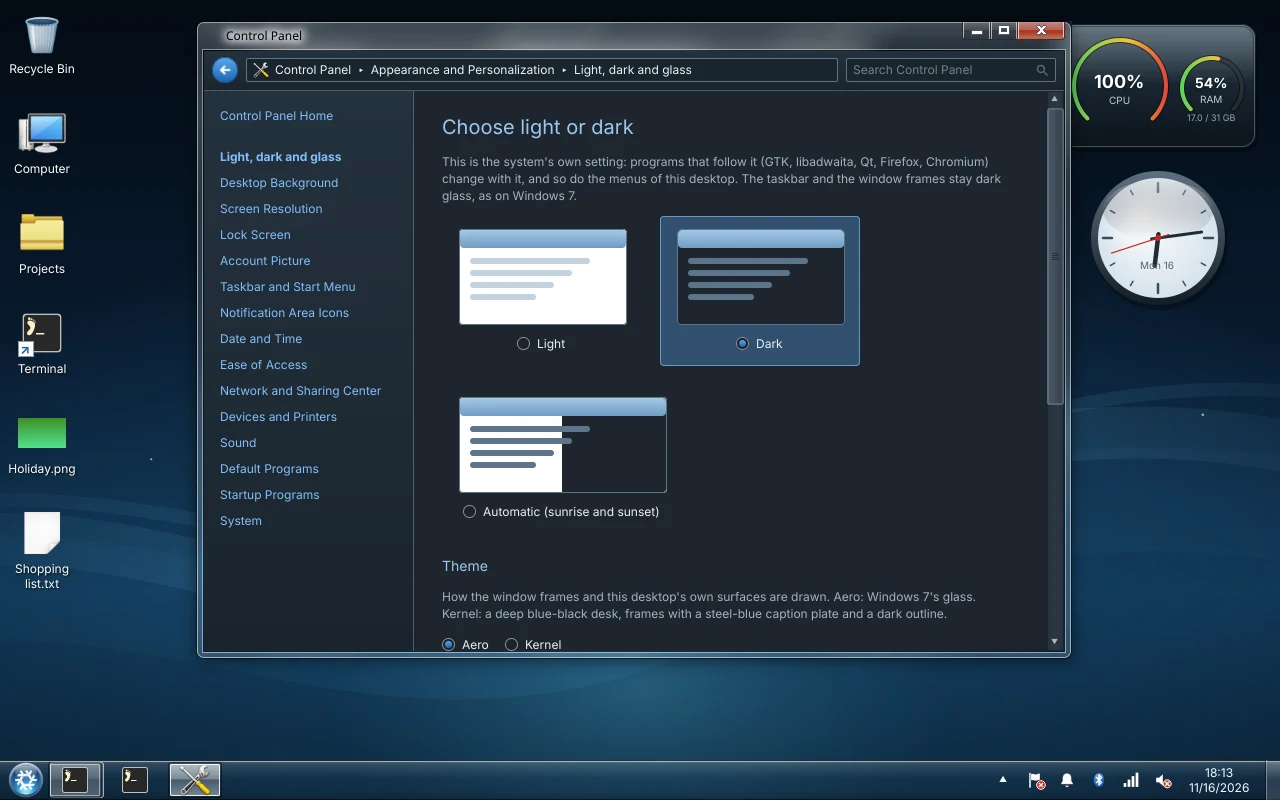 Recycle Bin
Computer
Projects
Terminal
Holiday.png
Shopping
list.txt
Control Panel
Control Panel ▸ Appearance and Personalization ▸ Light, dark and glass
Search Control Panel
Control Panel Home
Light, dark and glass
Desktop Background
Screen Resolution
Lock Screen
Account Picture
Taskbar and Start Menu
Notification Area Icons
Date and Time
Ease of Access
Network and Sharing Center
Devices and Printers
Sound
Default Programs
Startup Programs
System
Choose light or dark
This is the system's own setting: programs that follow it (GTK, libadwaita, Qt, Firefox, Chromium)
change with it, and so do the menus of this desktop. The taskbar and the window frames stay dark
glass, as on Windows 7.
Light
Dark
Automatic (sunrise and sunset)
Theme
How the window frames and this desktop's own surfaces are drawn. Aero: Windows 7's glass.
Kernel: a deep blue-black desk, frames with a steel-blue caption plate and a dark outline.
Aero
Kernel
100%
CPU
54%
RAM
17.0 / 31 GB
Mon 16
18:13
11/16/2026